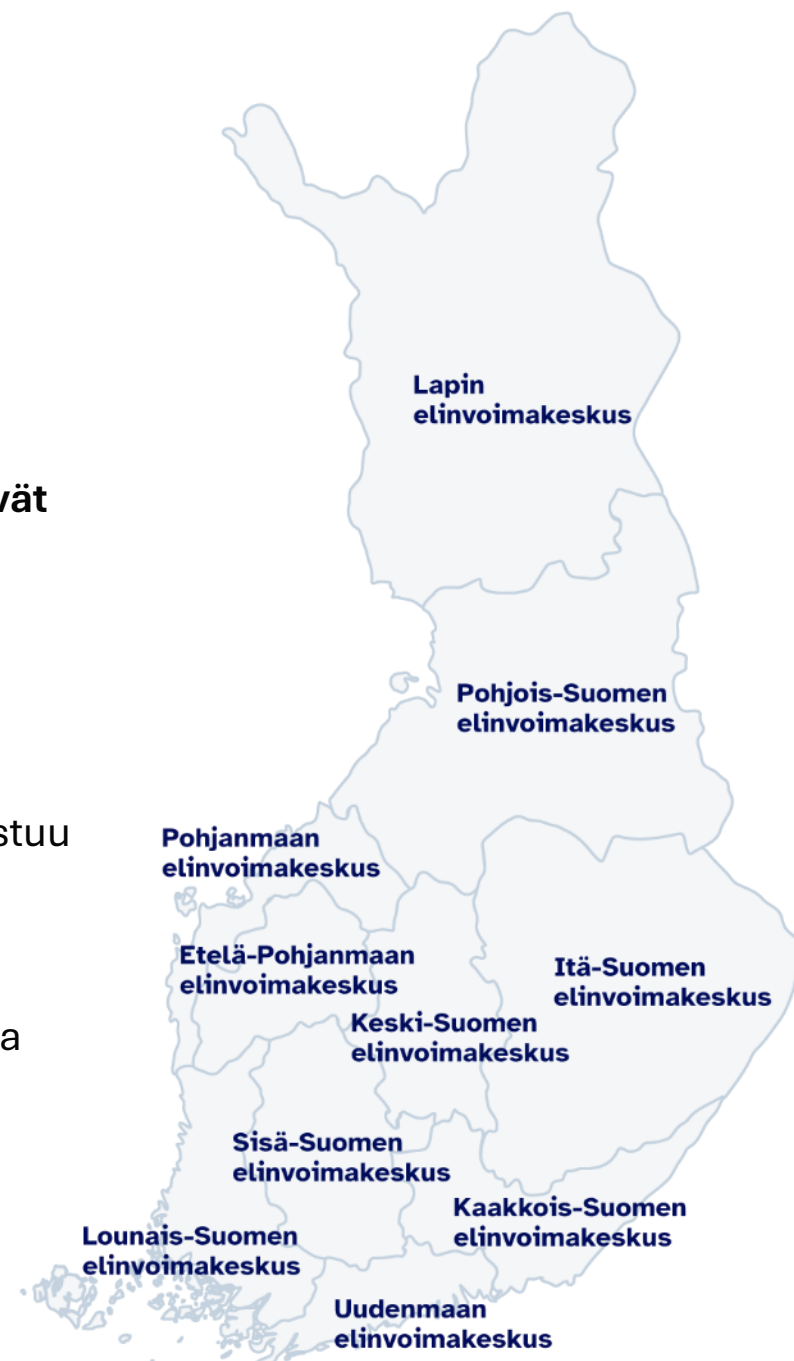 Lapin
elinvoimakeskus
vät
Pohjois-Suomen
elinvoimakeskus
stuu
Pohjanmaan
elinvoimakeskus
Etelä-Pohjanmaan
elinvoimakeskus
Itä-Suomen
elinvoimakeskus
Keski-Suomen
elinvoimakeskus
a
Sisä-Suomen
elinvoimakeskus
Kaakkois-Suomen
elinvoimakeskus
Lounais-Suomen
elinvoimakeskus
Uudenmaan
elinvoimakeskus